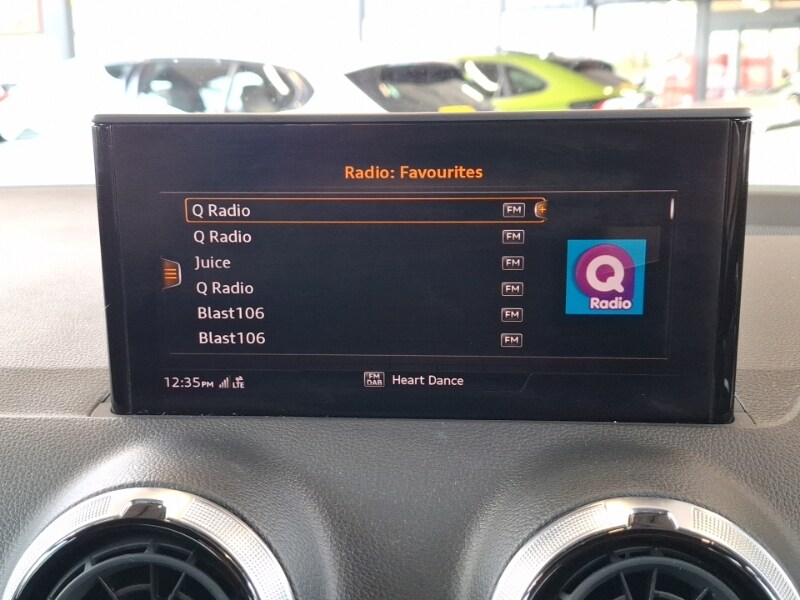 Radio: Favourites
Q Radio FM
Q Radio FM
Juice FM
Q Radio FM
Blast106 FM
Blast106 FM
Q
Radio
12:35PM LTE FM DAB Heart Dance